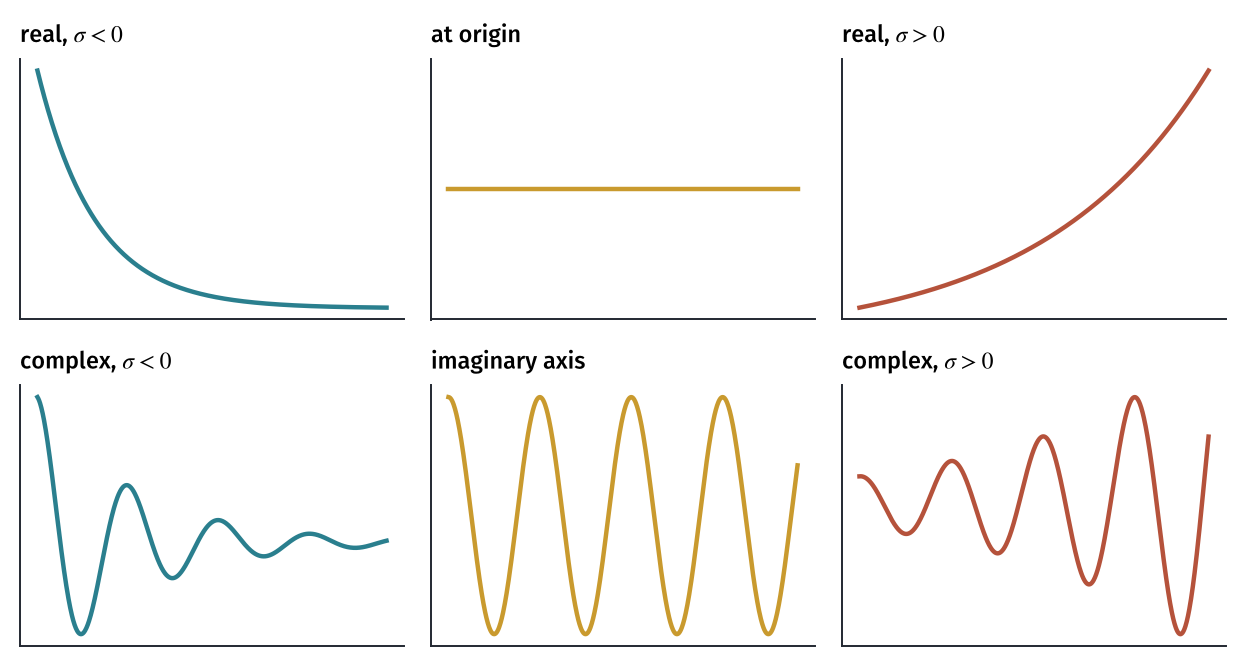 real, σ < 0
at origin
real, σ > 0
complex, σ < 0
imaginary axis
complex, σ > 0